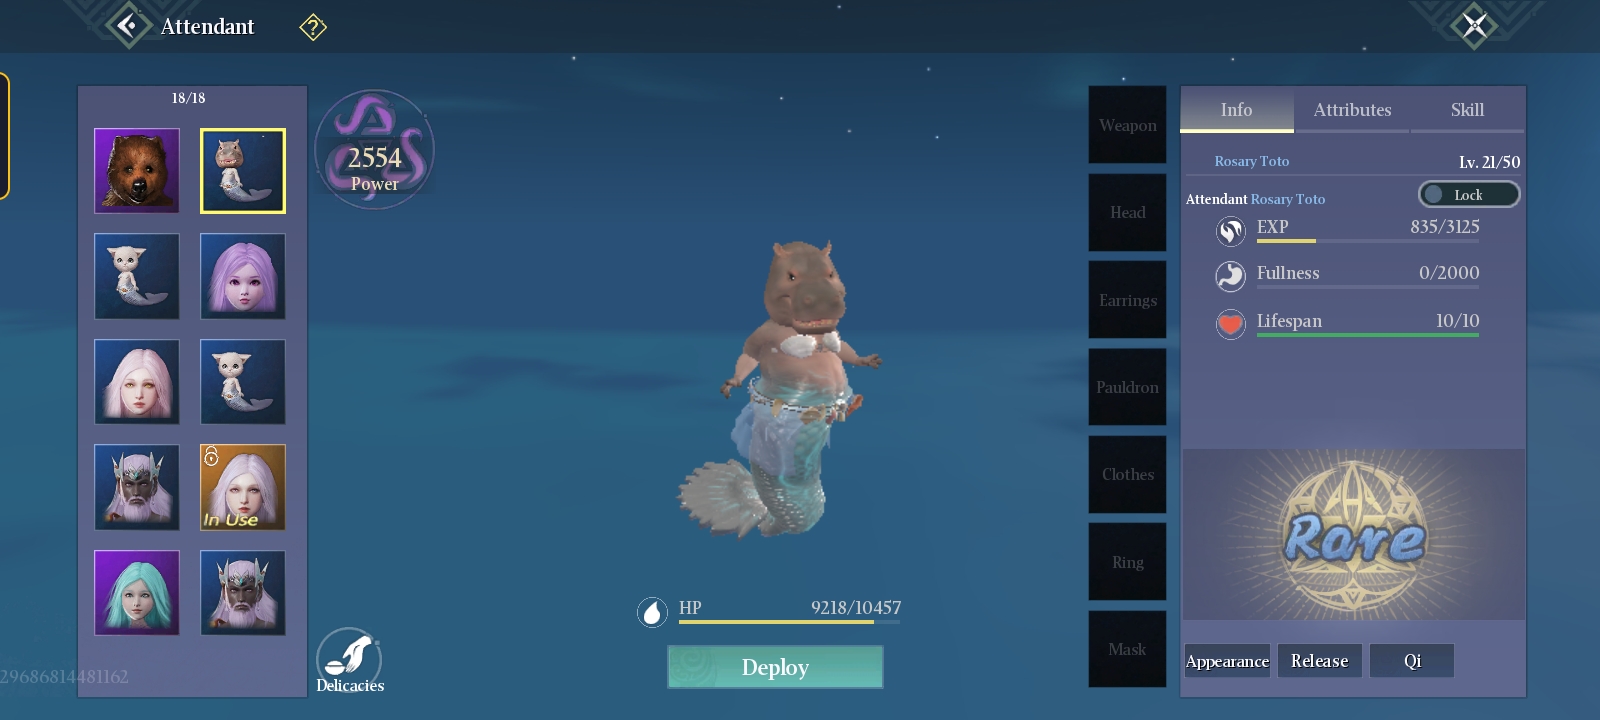 Attendant
?
18/18
2554
Power
In Use
29686814481162
Delicacies
HP 9218/10457
Deploy
Weapon
Head
Earrings
Pauldron
Clothes
Ring
Mask
Info Attributes Skill
Rosary Toto Lv. 21/50
Attendant Rosary Toto Lock
EXP 835/3125
Fullness 0/2000
Lifespan 10/10
Rare
Appearance Release Qi